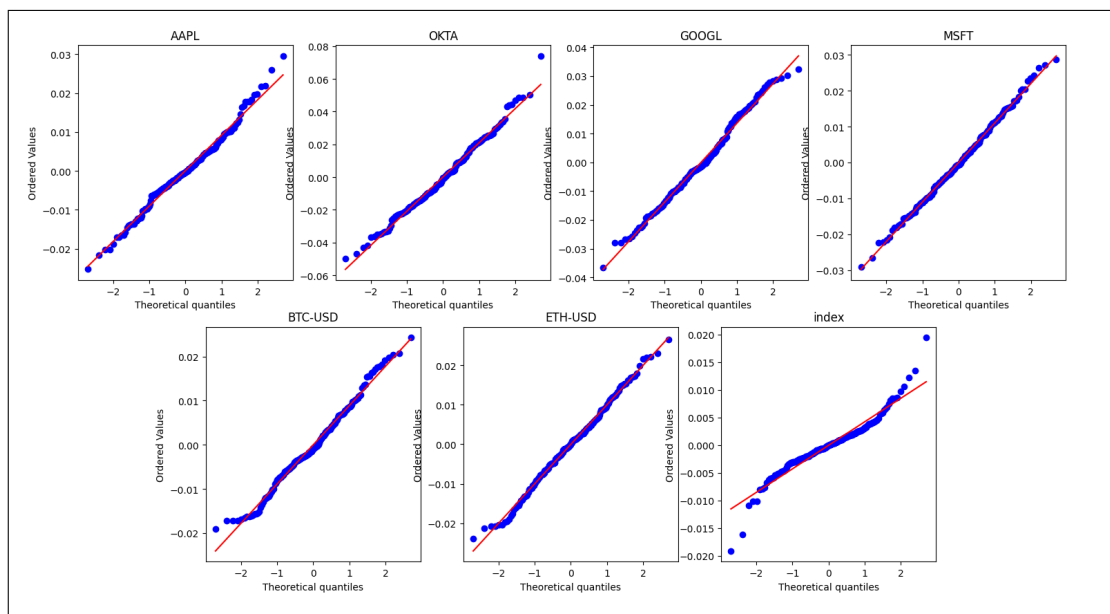 AAPL
OKTA
GOOGL
MSFT
0.03
0.02
0.01
0.00
−0.01
−0.02
Ordered Values
−2 −1 0 1 2
Theoretical quantiles
0.08
0.06
0.04
0.02
0.00
−0.02
−0.04
−0.06
Ordered Values
−2 −1 0 1 2
Theoretical quantiles
0.04
0.03
0.02
0.01
0.00
−0.01
−0.02
−0.03
−0.04
Ordered Values
−2 −1 0 1 2
Theoretical quantiles
0.03
0.02
0.01
0.00
−0.01
−0.02
−0.03
Ordered Values
−2 −1 0 1 2
Theoretical quantiles
BTC-USD
ETH-USD
index
0.02
0.01
0.00
−0.01
−0.02
Ordered Values
−2 −1 0 1 2
Theoretical quantiles
0.02
0.01
0.00
−0.01
−0.02
Ordered Values
−2 −1 0 1 2
Theoretical quantiles
0.020
0.015
0.010
0.005
0.000
−0.005
−0.010
−0.015
−0.020
Ordered Values
−2 −1 0 1 2
Theoretical quantiles